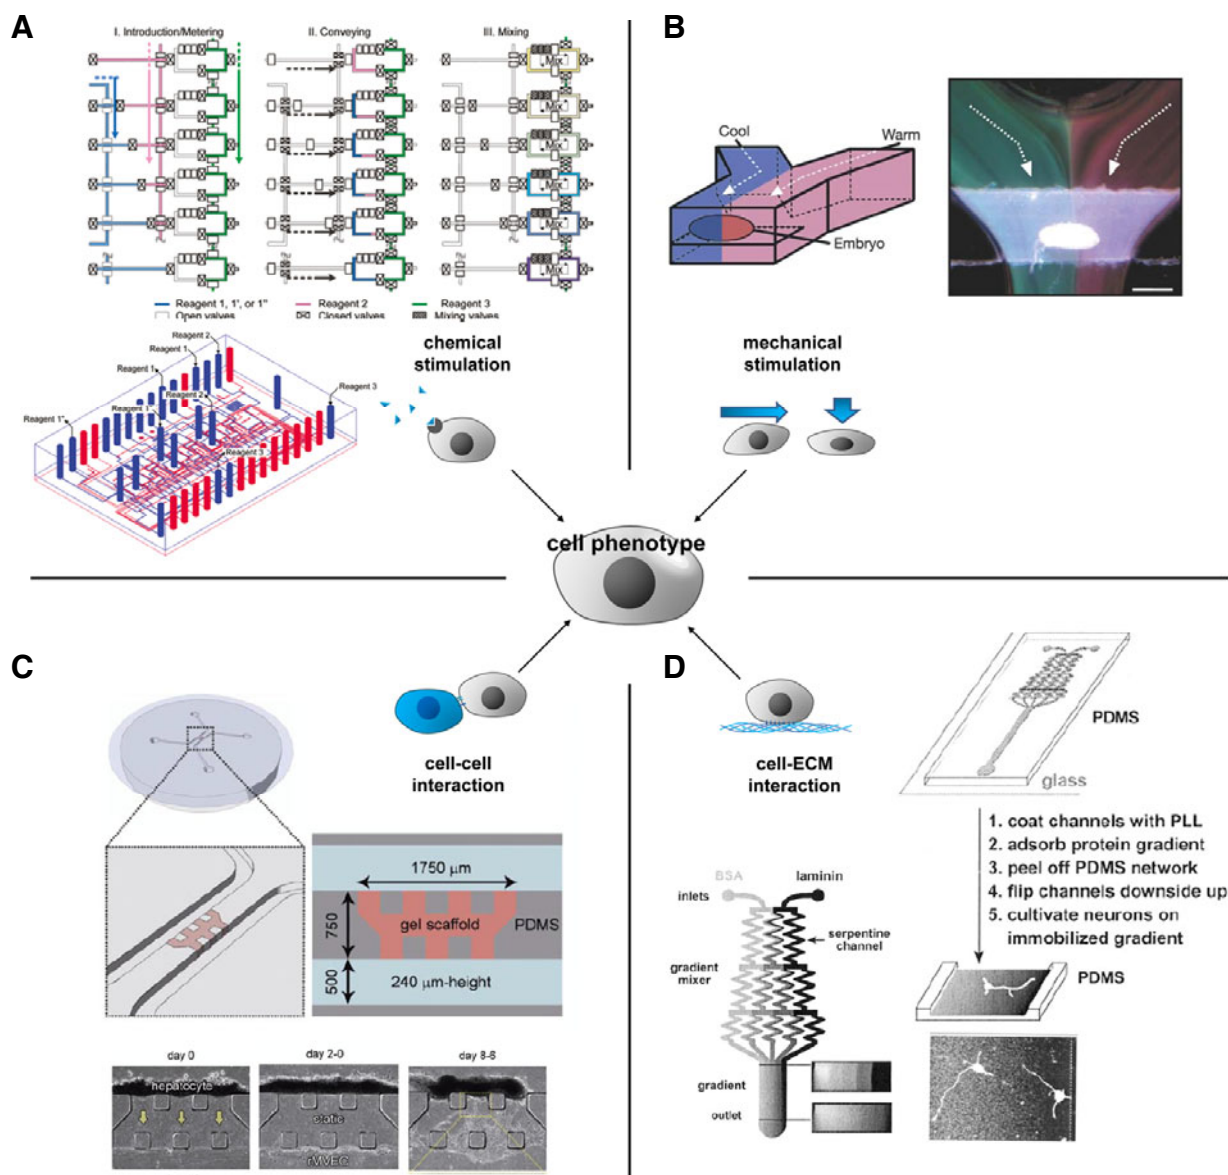 A
I. Introduction/Metering
II. Conveying
III. Mixing
Mix
Mix
Reagent 1, 1', or 1"
Reagent 2
Reagent 3
Open valves
Closed valves
Mixing valves
Reagent 2
Reagent 1
Reagent 1
Reagent 3
Reagent 2
Reagent 1"
Reagent 1
Reagent 3
chemical
stimulation
B
Cool
Warm
Embryo
mechanical
stimulation
cell phenotype
C
cell-cell
interaction
1750 µm
750
gel scaffold
PDMS
500
240 µm-height
day 0
day 2-0
day 8-6
hepatocyte
static
rMVEC
D
cell-ECM
interaction
PDMS
glass
1. coat channels with PLL
2. adsorb protein gradient
3. peel off PDMS network
4. flip channels downside up
5. cultivate neurons on
immobilized gradient
PDMS
BSA
laminin
inlets
serpentine
channel
gradient
mixer
gradient
outlet